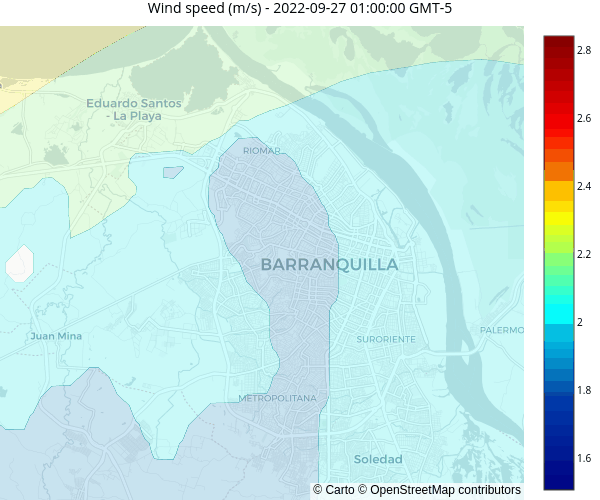 Wind speed (m/s) - 2022-09-27 01:00:00 GMT-5
2.8
2.6
Eduardo Santos
- La Playa
RIOMAR
2.4
BARRANQUILLA
2.2
Juan Mina
SURORIENTE
PALERMO
2
1.8
METROPOLITANA
Soledad
1.6
© Carto © OpenStreetMap contributors